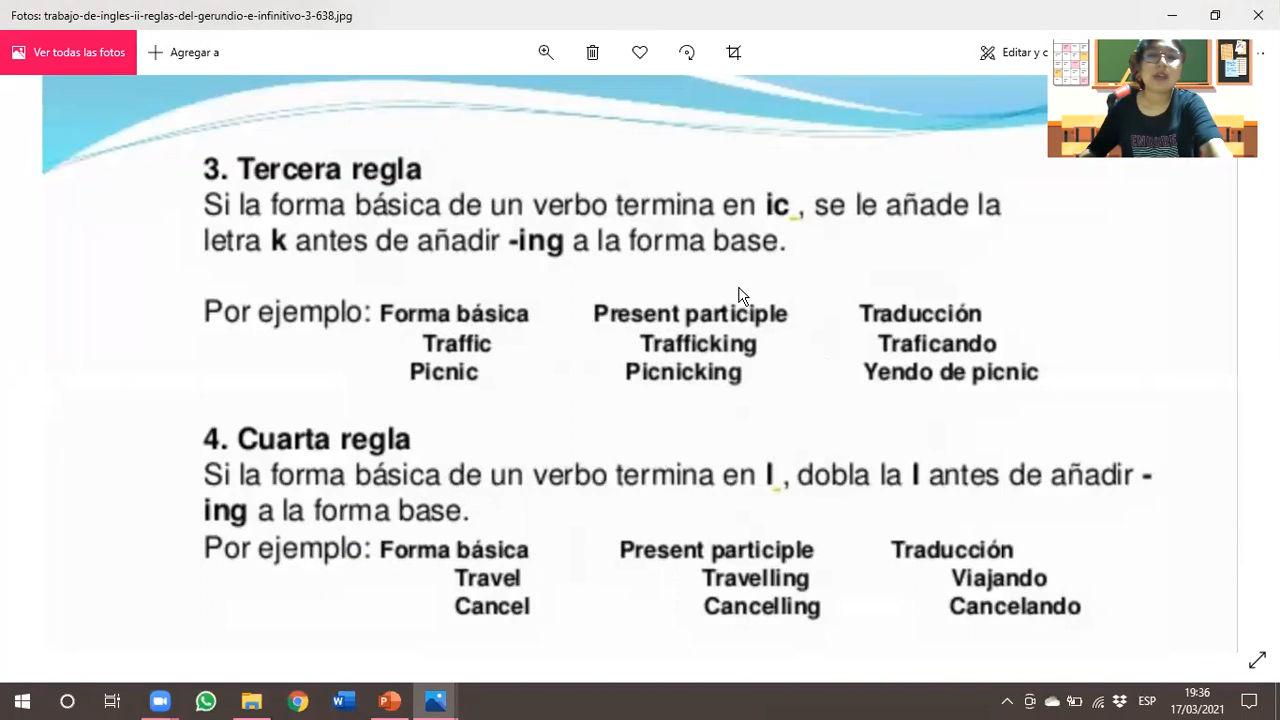 Fotos: trabajo-de-ingles-ii-reglas-del-gerundio-e-infinitivo-3-638.jpg
Ver todas las fotos
Agregar a
Editar y c
3. Tercera regla
Si la forma básica de un verbo termina en ic_, se le añade la
letra k antes de añadir -ing a la forma base.
Por ejemplo: Forma básica Present participle Traducción
Traffic Trafficking Traficando
Picnic Picnicking Yendo de picnic
4. Cuarta regla
Si la forma básica de un verbo termina en l_, dobla la l antes de añadir -
ing a la forma base.
Por ejemplo: Forma básica Present participle Traducción
Travel Travelling Viajando
Cancel Cancelling Cancelando
ESP
19:36
17/03/2021